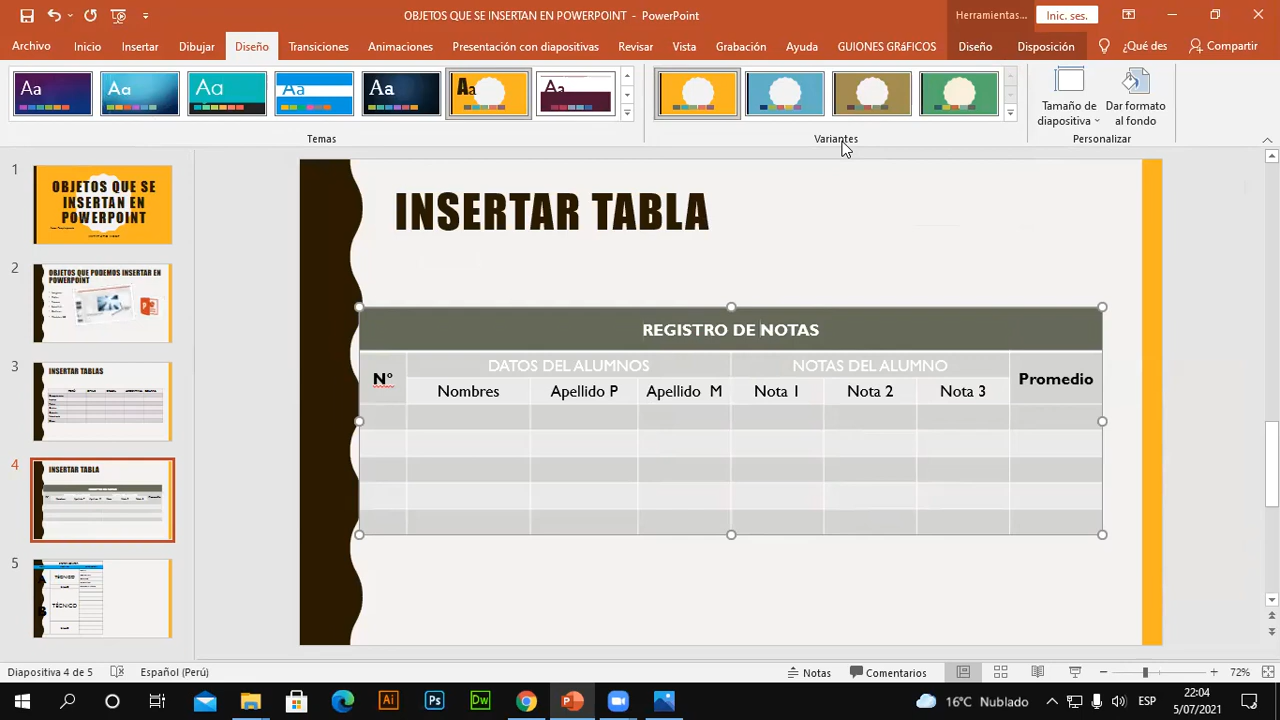 OBJETOS QUE SE INSERTAN EN POWERPOINT - PowerPoint
Herramientas...
Inic. ses.
Archivo Inicio Insertar Dibujar Diseño Transiciones Animaciones Presentación con diapositivas Revisar Vista Grabación Ayuda GUIONES GRáFICOS Diseño Disposición ¿Qué des Compartir
Aa Aa Aa Aa Aa Aa Aa
Tamaño de
diapositiva
Dar formato
al fondo
Temas Variantes Personalizar
1
OBJETOS QUE SE
INSERTAN EN
POWERPOINT
2
OBJETOS QUE PODEMOS INSERTAR EN
POWERPOINT
3
INSERTAR TABLAS
4
INSERTAR TABLA
5
TÉCNICO
TÉCNICO
INSERTAR TABLA
REGISTRO DE NOTAS
N° DATOS DEL ALUMNOS NOTAS DEL ALUMNO Promedio
Nombres Apellido P Apellido M Nota 1 Nota 2 Nota 3
Diapositiva 4 de 5 Español (Perú) Notas Comentarios 72%
Ai Ps Dw
16°C Nublado ESP
22:04
5/07/2021